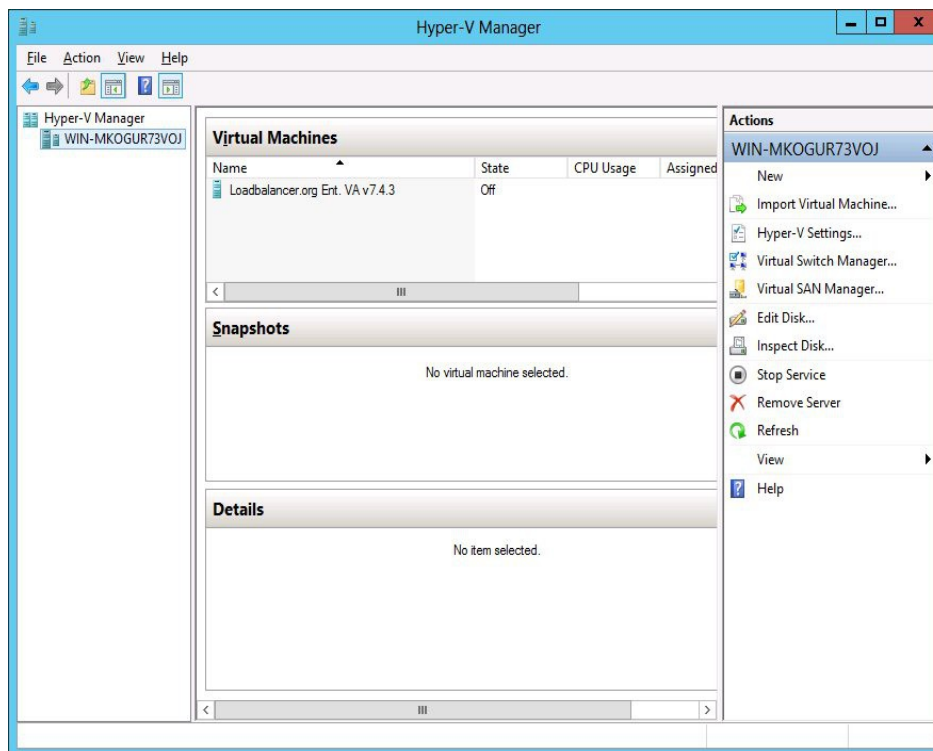 Hyper-V Manager
File Action View Help
Hyper-V Manager
WIN-MKOGUR73VOJ
Virtual Machines
Name State CPU Usage Assigned
Loadbalancer.org Ent. VA v7.4.3 Off
Snapshots
No virtual machine selected.
Details
No item selected.
Actions
WIN-MKOGUR73VOJ
New
Import Virtual Machine...
Hyper-V Settings...
Virtual Switch Manager...
Virtual SAN Manager...
Edit Disk...
Inspect Disk...
Stop Service
Remove Server
Refresh
View
Help